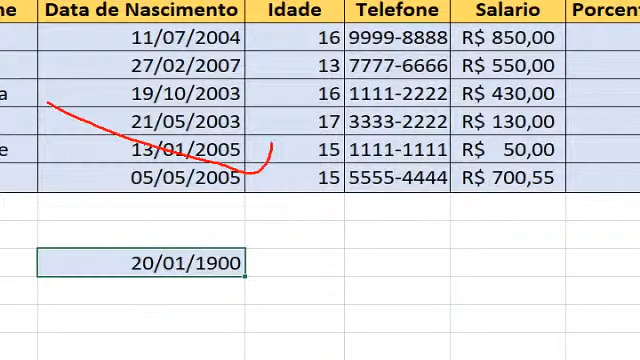 ne Data de Nascimento Idade Telefone Salario Porcent
11/07/2004 16 9999-8888 R$ 850,00
27/02/2007 13 7777-6666 R$ 550,00
a 19/10/2003 16 1111-2222 R$ 430,00
21/05/2003 17 3333-2222 R$ 130,00
e 13/01/2005 15 1111-1111 R$ 50,00
05/05/2005 15 5555-4444 R$ 700,55
20/01/1900